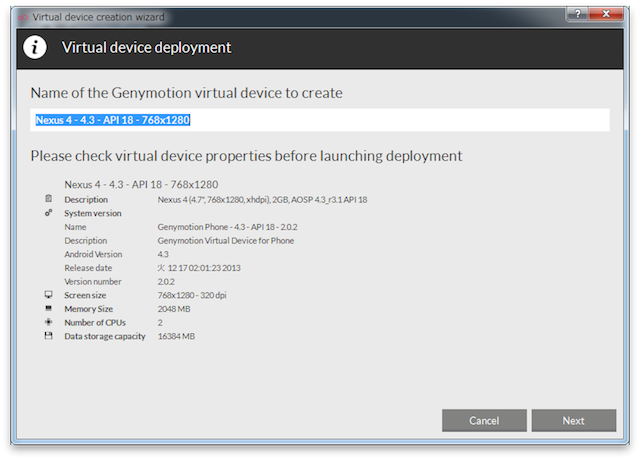 Virtual device creation wizard
Virtual device deployment
Name of the Genymotion virtual device to create
Nexus 4 - 4.3 - API 18 - 768x1280
Please check virtual device properties before launching deployment
Nexus 4 - 4.3 - API 18 - 768x1280
Description Nexus 4 (4.7", 768x1280, xhdpi), 2GB, AOSP 4.3_r3.1 API 18
System version
Name Genymotion Phone - 4.3 - API 18 - 2.0.2
Description Genymotion Virtual Device for Phone
Android Version 4.3
Release date 火 12 17 02:01:23 2013
Version number 2.0.2
Screen size 768x1280 - 320 dpi
Memory Size 2048 MB
Number of CPUs 2
Data storage capacity 16384 MB
Cancel Next